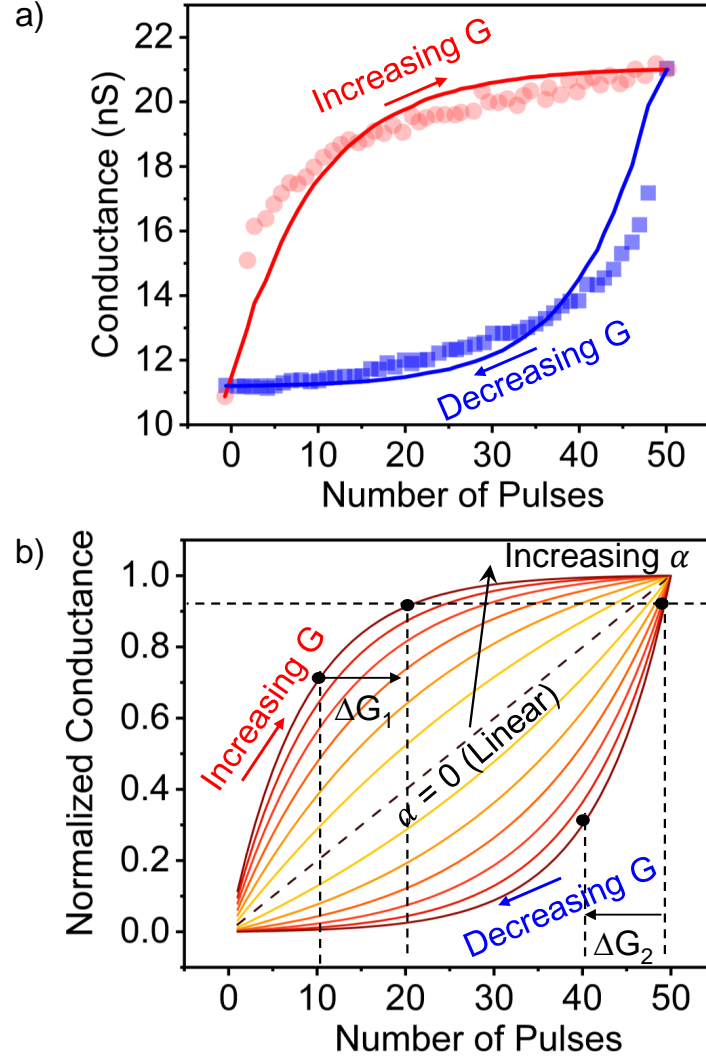 a)
Conductance (nS)
22
20
18
16
14
12
10
Increasing G
Decreasing G
0
10
20
30
40
50
Number of Pulses
b)
Normalized Conductance
1.0
0.8
0.6
0.4
0.2
0.0
Increasing α
Increasing G
ΔG₁
α = 0 (Linear)
Decreasing G
ΔG₂
0
10
20
30
40
50
Number of Pulses